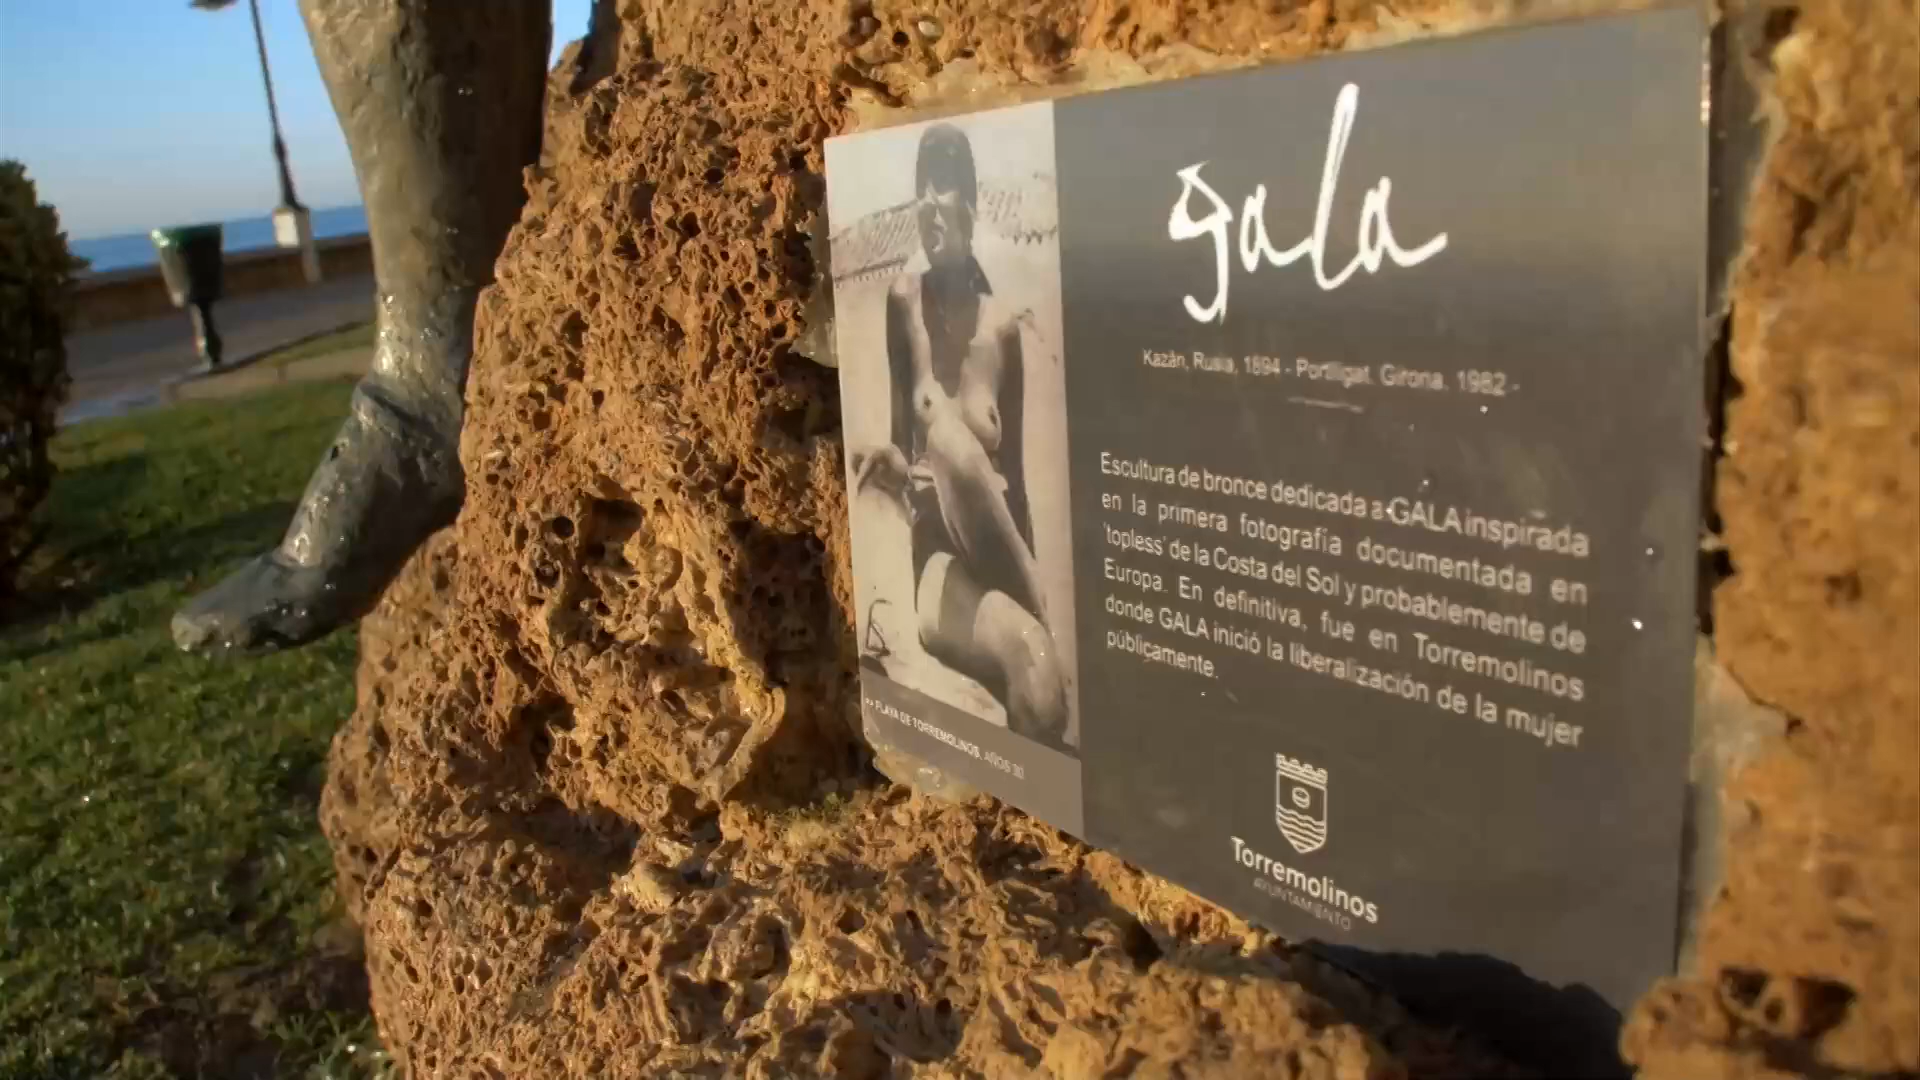 gala
Kazán, Rusia, 1894 - Portlligat. Girona. 1982 -
Escultura de bronce dedicada a GALA inspirada
en la primera fotografía documentada en
'topless' de la Costa del Sol y probablemente de
Europa. En definitiva, fue en Torremolinos
donde GALA inició la liberalización de la mujer
públicamente.
>> PLAYA DE TORREMOLINOS. AÑOS 30
Torremolinos
AYUNTAMIENTO